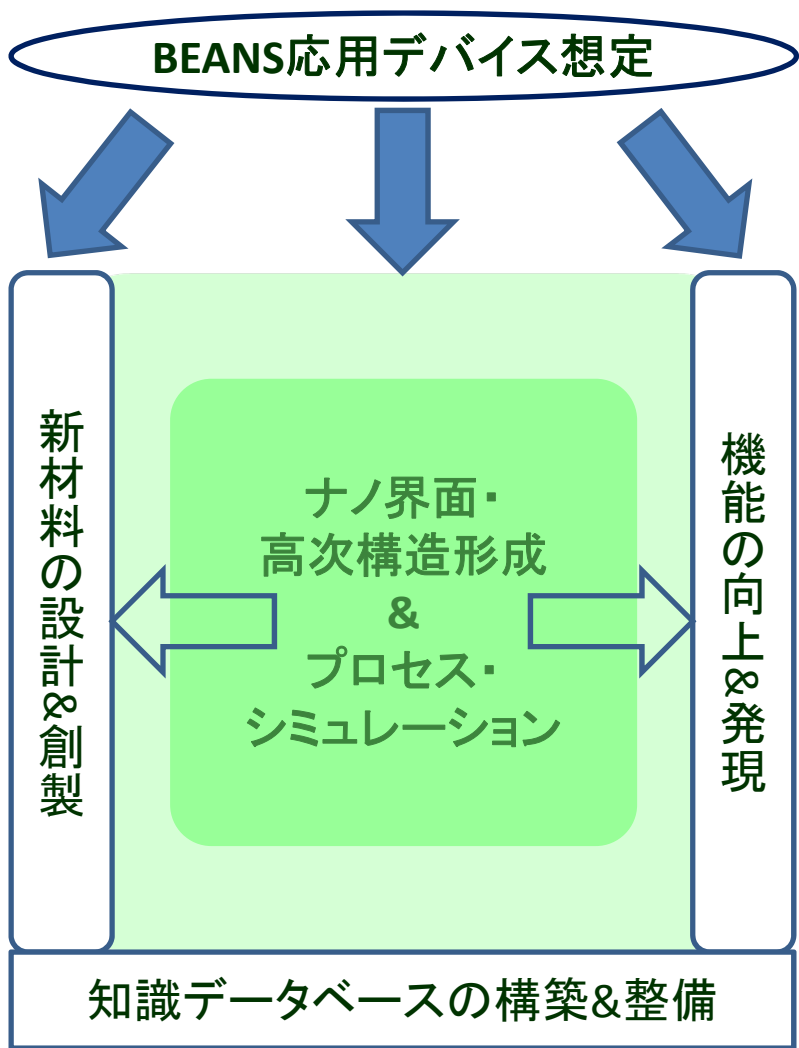 BEANS応用デバイス想定
新材料の設計&創製
ナノ界面・
高次構造形成
&
プロセス・
シミュレーション
機能の向上&発現
知識データベースの構築&整備